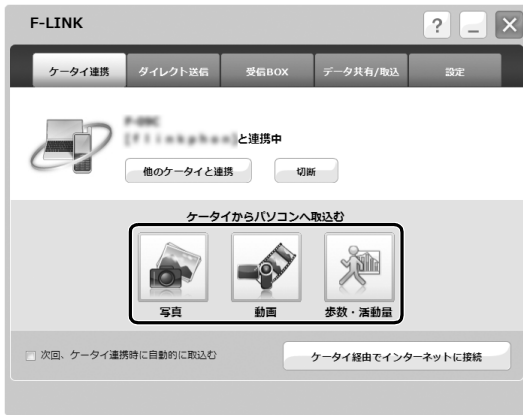 F-LINK
ケータイ連携 ダイレクト送信 受信BOX データ共有/取込 設定
と連携中
他のケータイと連携 切断
ケータイからパソコンへ取込む
写真 動画 歩数・活動量
次回、ケータイ連携時に自動的に取込む
ケータイ経由でインターネットに接続